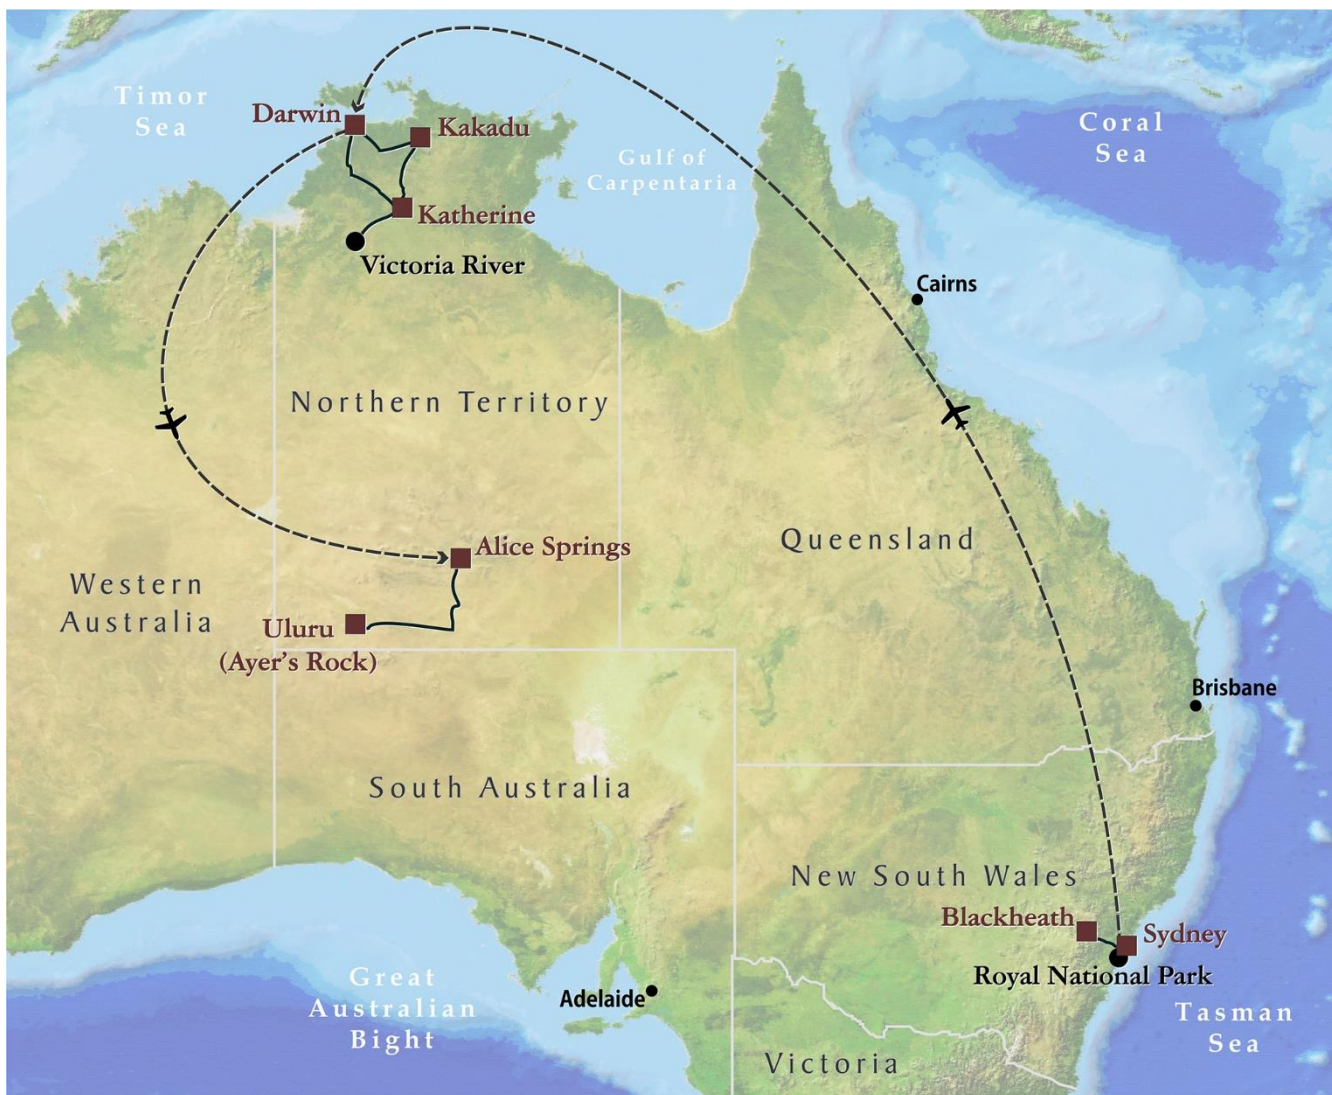 Timor
Sea
Darwin
Kakadu
Gulf of
Carpentaria
Coral
Sea
Katherine
Victoria River
Cairns
Northern Territory
Queensland
Alice Springs
Western
Australia
Uluru
(Ayer's Rock)
Brisbane
South Australia
New South Wales
Blackheath
Sydney
Royal National Park
Great
Australian
Bight
Adelaide
Tasman
Sea
Victoria